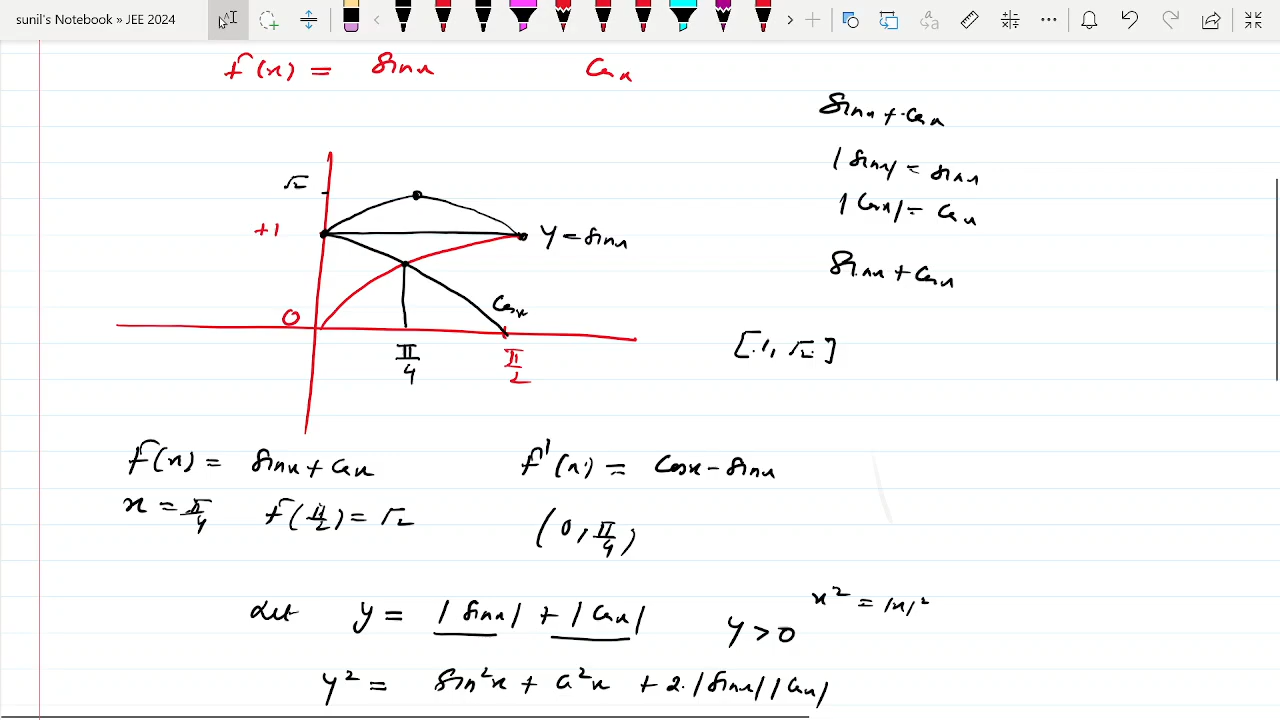 sunil's Notebook » JEE 2024
f(x) = sinx cosx
sinx + cosx
|sinx| = sinx
|cosx| = cosx
sinx + cosx
√2
+1
y = sinx
cosx
0
π/4
π/2
[1, √2]
f(x) = sinx + cosx f'(x) = cosx - sinx
x = π/4 f(π/2) = √2 (0, π/4)
Let y = |sinx| + |cosx| y > 0 x² = |x|²
y² = sin²x + c²x + 2·|sinx| |cosx|